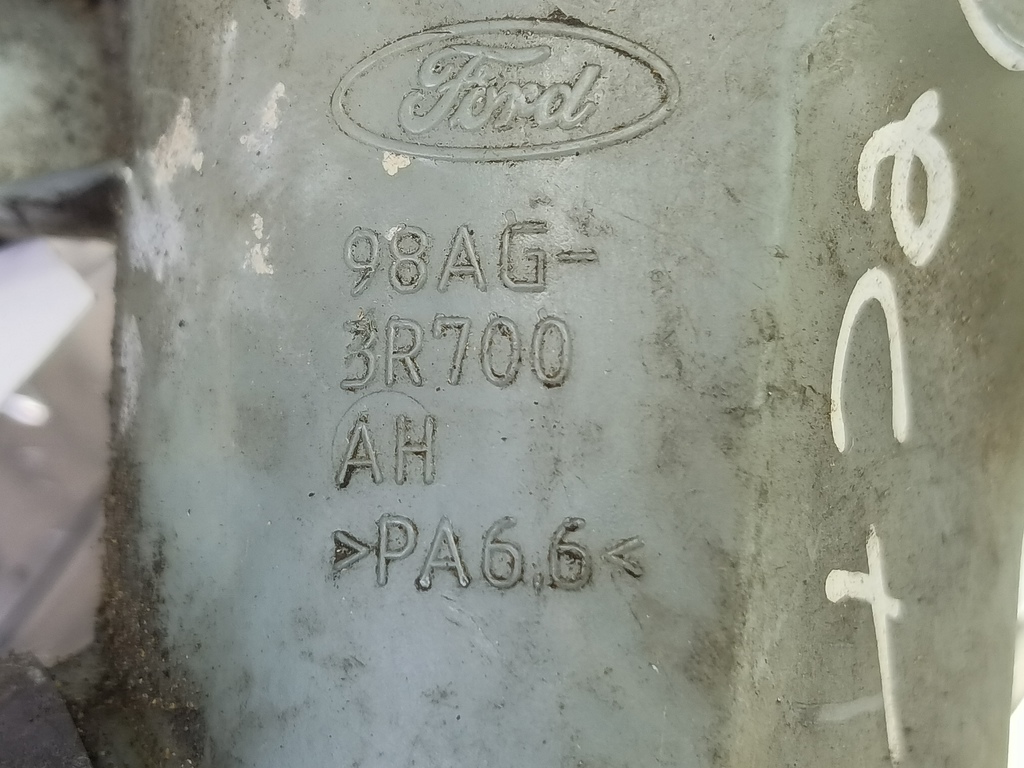 Ford
98AG-
3R700
AH
>PA6,6<